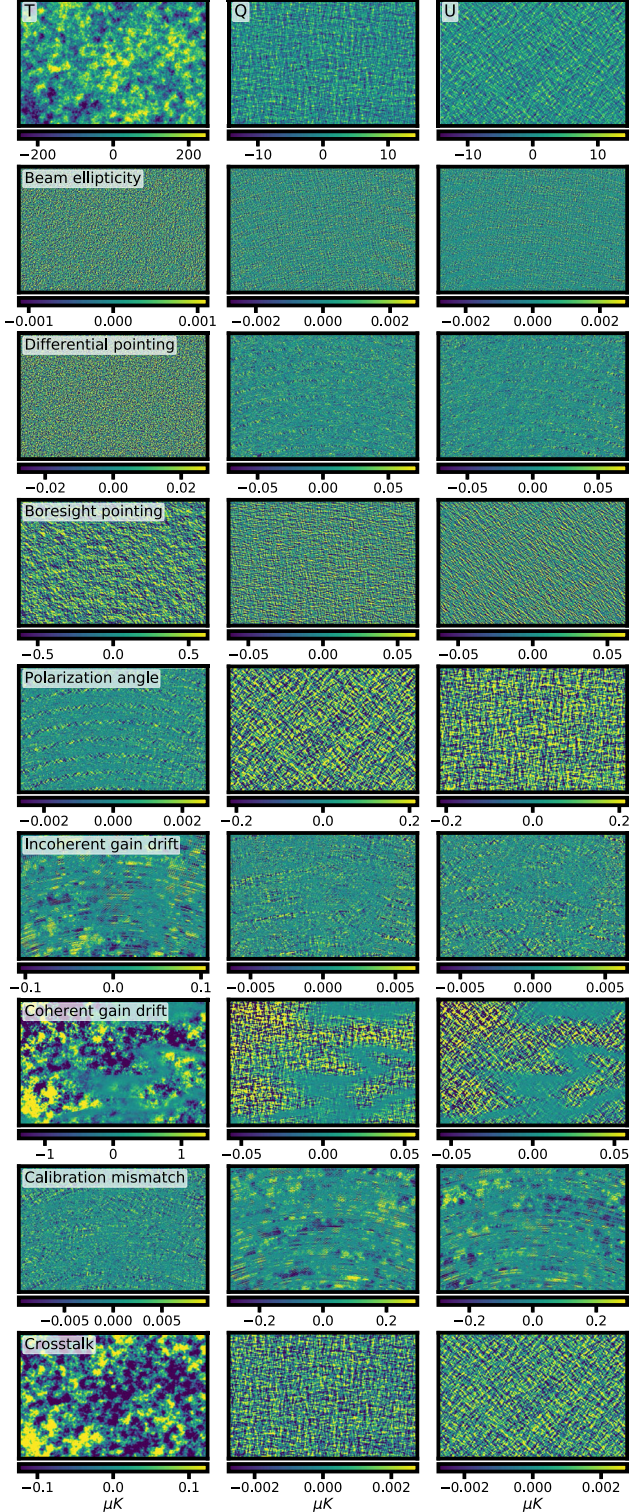 T Q U
−200 0 200 −10 0 10 −10 0 10
Beam ellipticity
−0.001 0.000 0.001 −0.002 0.000 0.002 −0.002 0.000 0.002
Differential pointing
−0.02 0.00 0.02 −0.05 0.00 0.05 −0.05 0.00 0.05
Boresight pointing
−0.5 0.0 0.5 −0.05 0.00 0.05 −0.05 0.00 0.05
Polarization angle
−0.002 0.000 0.002 −0.2 0.0 0.2 −0.2 0.0 0.2
Incoherent gain drift
−0.1 0.0 0.1 −0.005 0.000 0.005 −0.005 0.000 0.005
Coherent gain drift
−1 0 1 −0.05 0.00 0.05 −0.05 0.00 0.05
Calibration mismatch
−0.005 0.000 0.005 −0.2 0.0 0.2 −0.2 0.0 0.2
Crosstalk
−0.1 0.0 0.1 −0.002 0.000 0.002 −0.002 0.000 0.002
μK μK μK